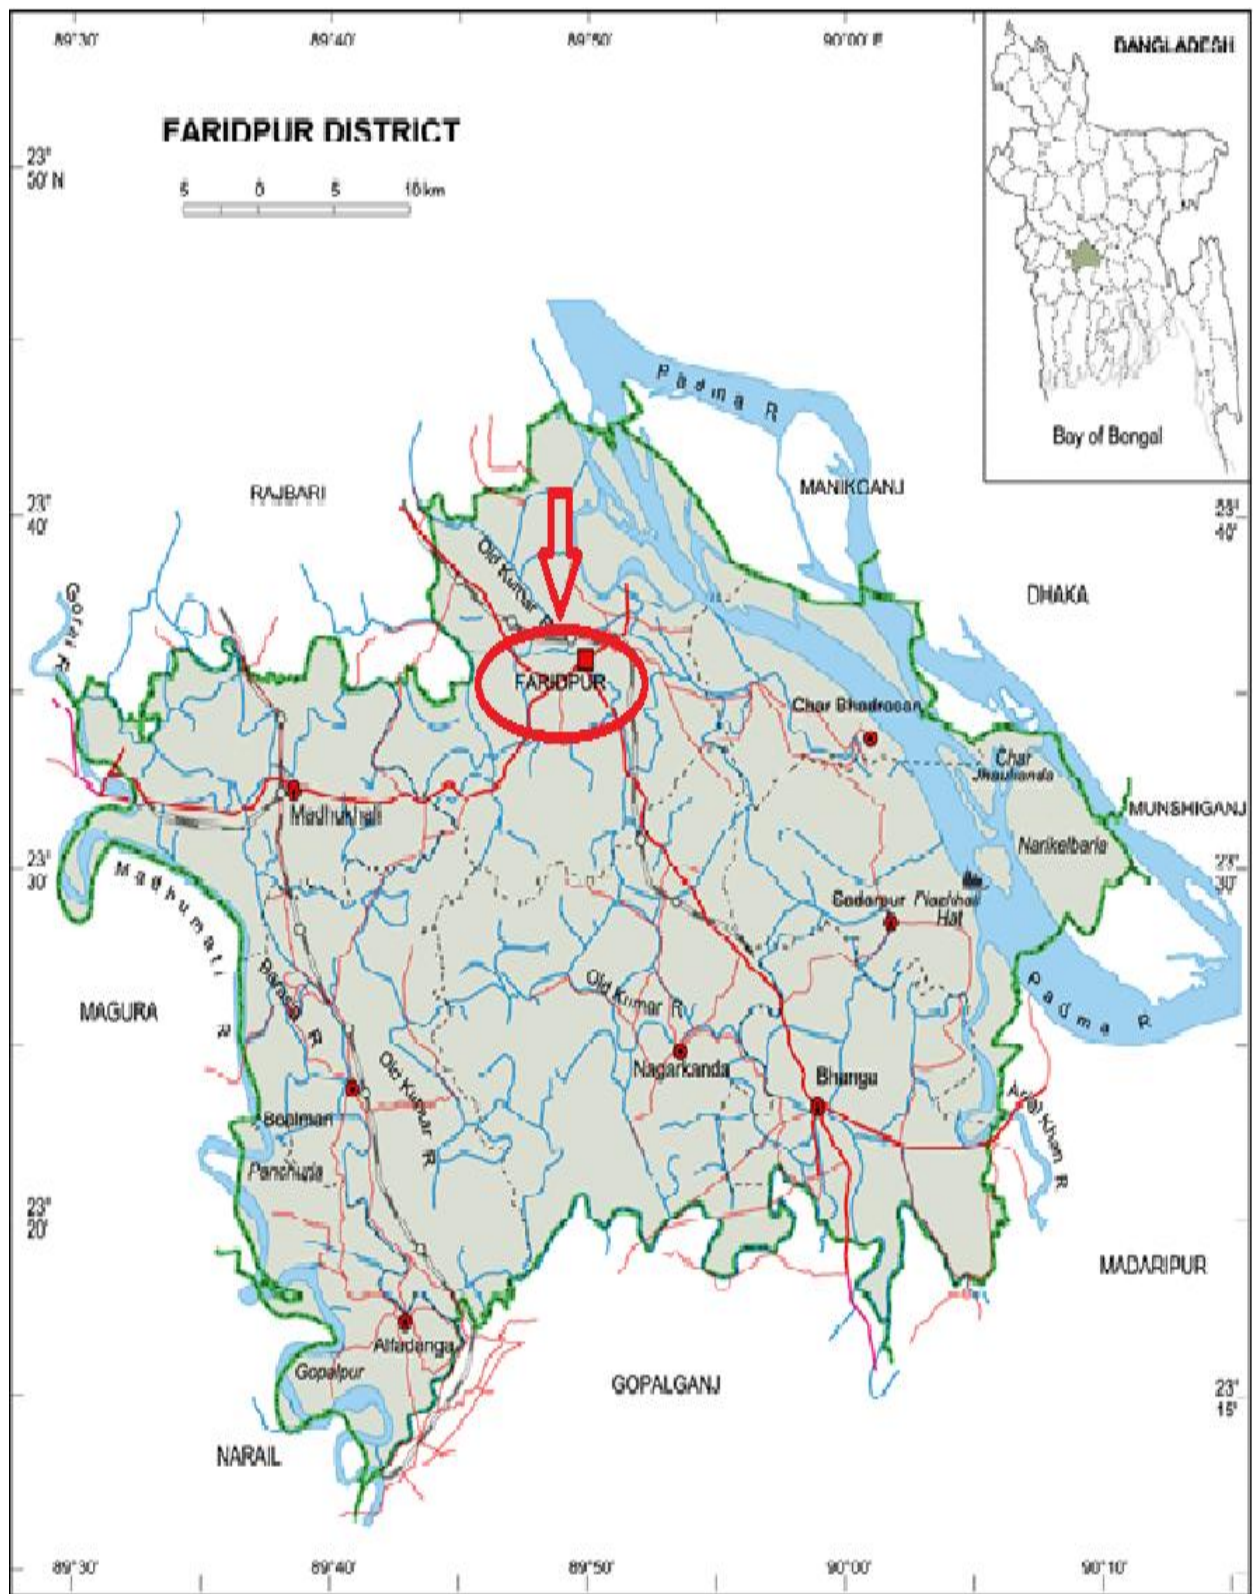 89°30' 89°40' 89°50' 90°00' E
BANGLADESH
FARIDPUR DISTRICT
23°
50' N
5 0 5 10 km
Padma R
Bay of Bengal
RAJBARI
MANIKGANJ
23°
40'
Old Kumar R
DHAKA
Gorai R
FARIDPUR
Char Bhadrasan
Char
MUNSHIGANJ
Madhukhali
Narikelbaria
23°
30'
Madhumati R
Sadarpur
Hat
Barasia R
Old Kumar R
Padma R
MAGURA
Nagarkanda
Bhanga
Old Kumar R
Arial Khan R
Boalmari
Panchuria
23°
20'
MADARIPUR
Alfadanga
Gopalpur
GOPALGANJ
23°
15'
NARAIL
89°30' 89°40' 89°50' 90°00' 90°10'